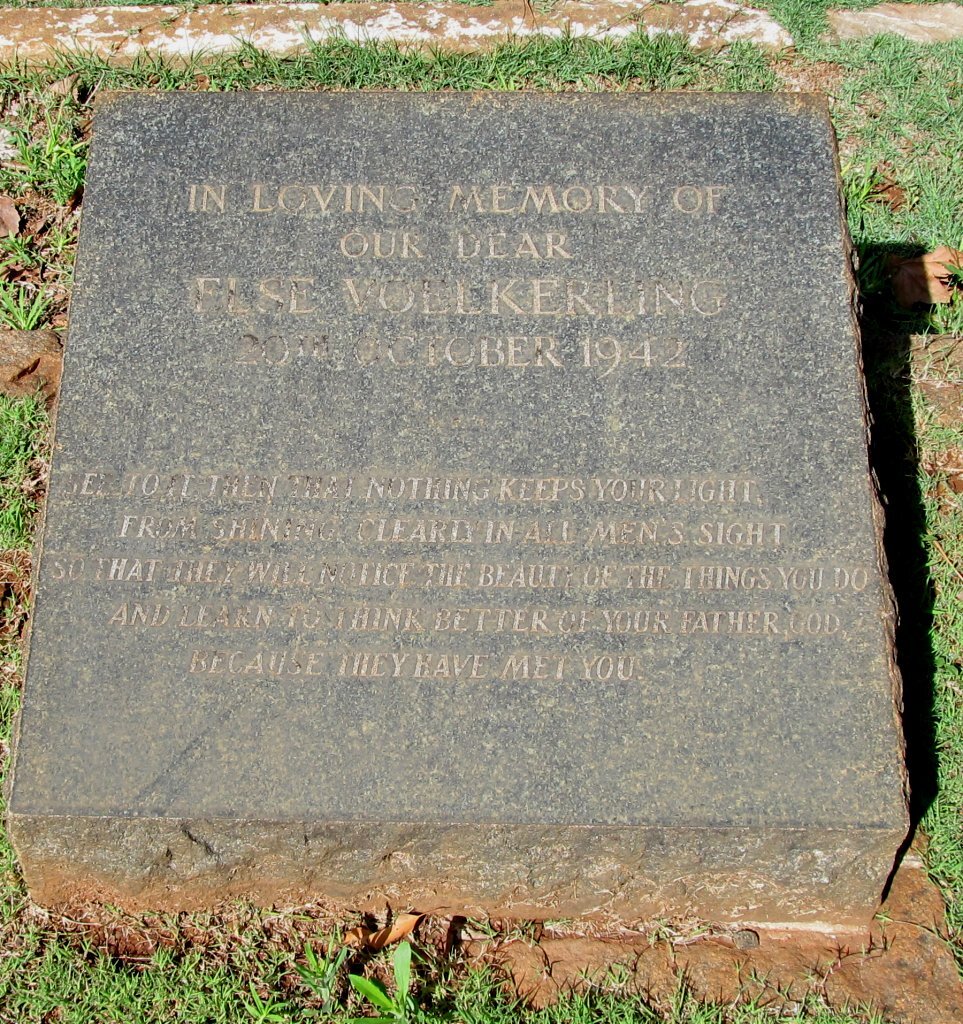 IN LOVING MEMORY OF
OUR DEAR
ELSE VOELKERLING
20TH OCTOBER 1942
SEE TO IT, THEN THAT NOTHING KEEPS YOUR LIGHT,
FROM SHINING CLEARLY IN ALL MEN'S SIGHT
SO THAT THEY WILL NOTICE THE BEAUTY OF THE THINGS YOU DO
AND LEARN TO THINK BETTER OF YOUR FATHER, GOD,
BECAUSE THEY HAVE MET YOU.